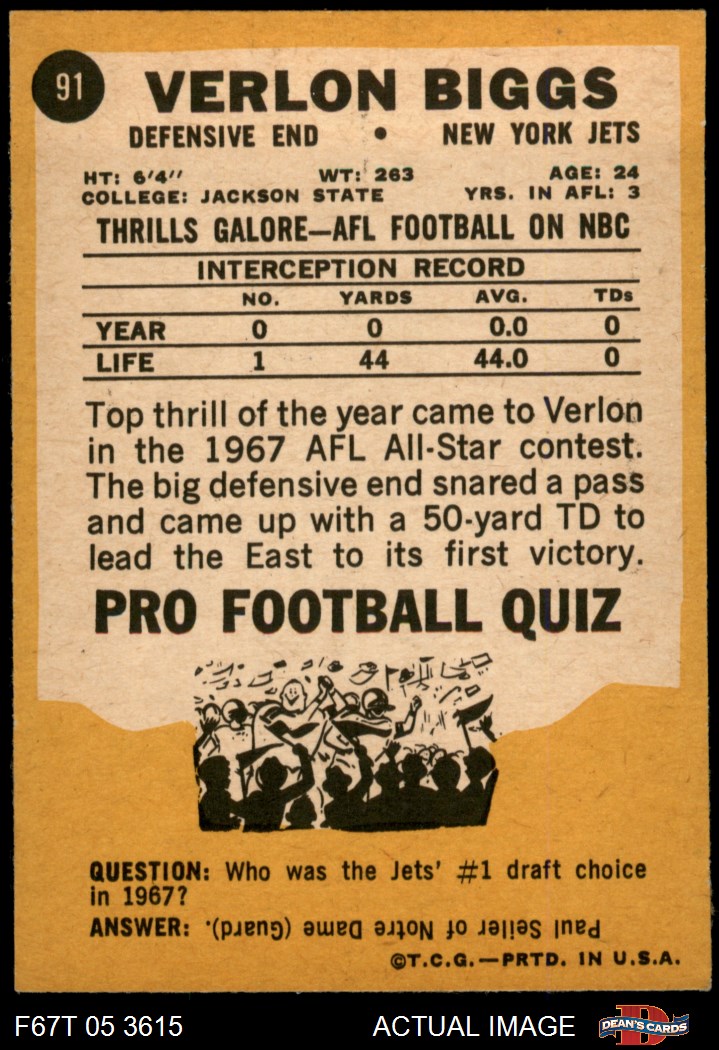 91
VERLON BIGGS
DEFENSIVE END • NEW YORK JETS
HT: 6'4" WT: 263 AGE: 24
COLLEGE: JACKSON STATE YRS. IN AFL: 3
THRILLS GALORE—AFL FOOTBALL ON NBC
INTERCEPTION RECORD
NO. YARDS AVG. TDs
YEAR 0 0 0.0 0
LIFE 1 44 44.0 0
Top thrill of the year came to Verlon
in the 1967 AFL All-Star contest.
The big defensive end snared a pass
and came up with a 50-yard TD to
lead the East to its first victory.
PRO FOOTBALL QUIZ
QUESTION: Who was the Jets' #1 draft choice
in 1967?
ANSWER: Paul Seiler of Notre Dame (Guard).
©T.C.G.—PRTD. IN U.S.A.
F67T 05 3615 ACTUAL IMAGE
D
DEAN'S CARDS